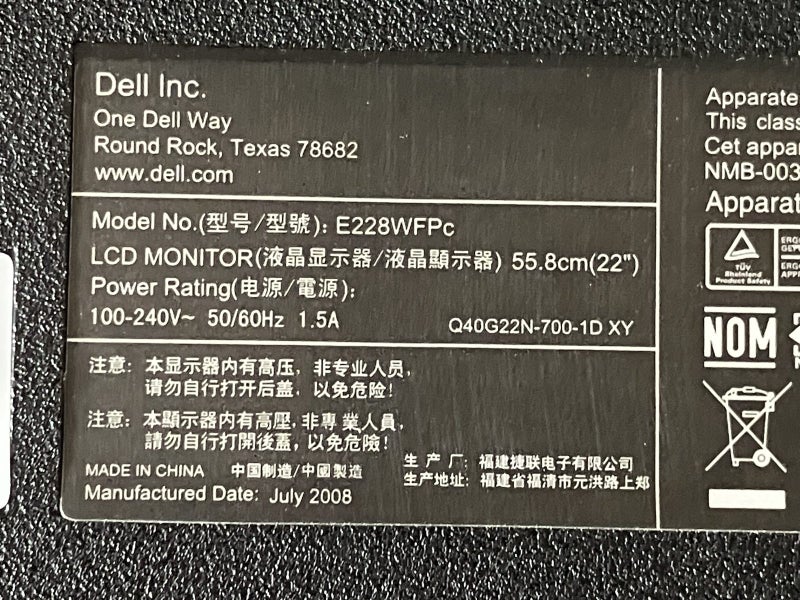 Dell Inc.
One Dell Way
Round Rock, Texas 78682
www.dell.com
Model No.(型号/型號): E228WFPc
LCD MONITOR(液晶显示器/液晶顯示器) 55.8cm(22")
Power Rating(电源/電源):
100-240V~ 50/60Hz 1.5A
Q40G22N-700-1D XY
注意: 本显示器内有高压, 非专业人员,
请勿自行打开后盖, 以免危险!
注意: 本顯示器內有高壓, 非專業人員,
請勿自行打開後蓋, 以免危險!
生产厂: 福建捷联电子有限公司
生产地址: 福建省福清市元洪路上郑
MADE IN CHINA 中国制造/中國製造
Manufactured Date: July 2008
Apparate
This class
Cet appar
NMB-003
Apparat
TÜV
Rheinland
Product Safety
NOM